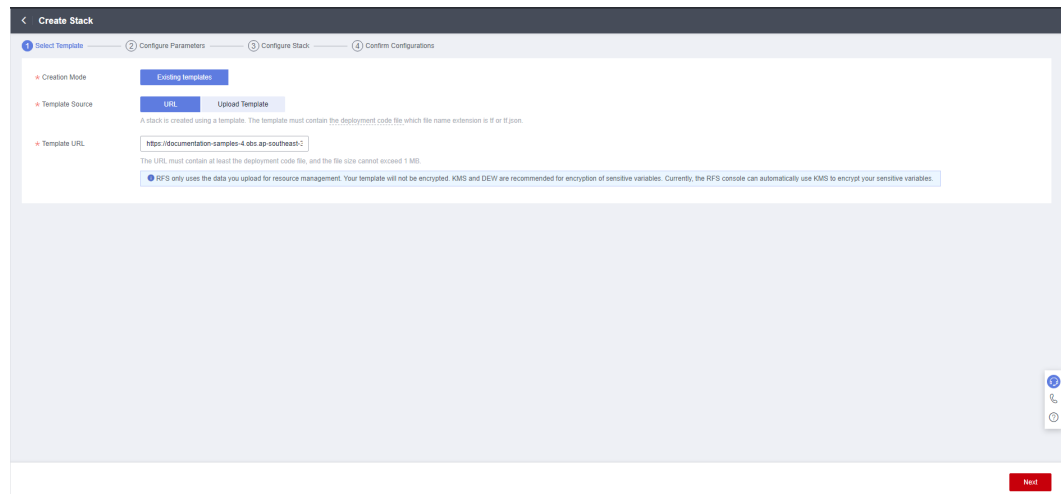 Create Stack
1 Select Template 2 Configure Parameters 3 Configure Stack 4 Confirm Configurations
* Creation Mode Existing templates
* Template Source URL Upload Template
A stack is created using a template. The template must contain the deployment code file which file name extension is tf or tf.json
* Template URL https://documentation-samples-4.obs.ap-southeast-3
The URL must contain at least the deployment code file, and the file size cannot exceed 1 MB.
RFS only uses the data you upload for resource management. Your template will not be encrypted. KMS and DEW are recommended for encryption of sensitive variables. Currently, the RFS console can automatically use KMS to encrypt your sensitive variables.
Next